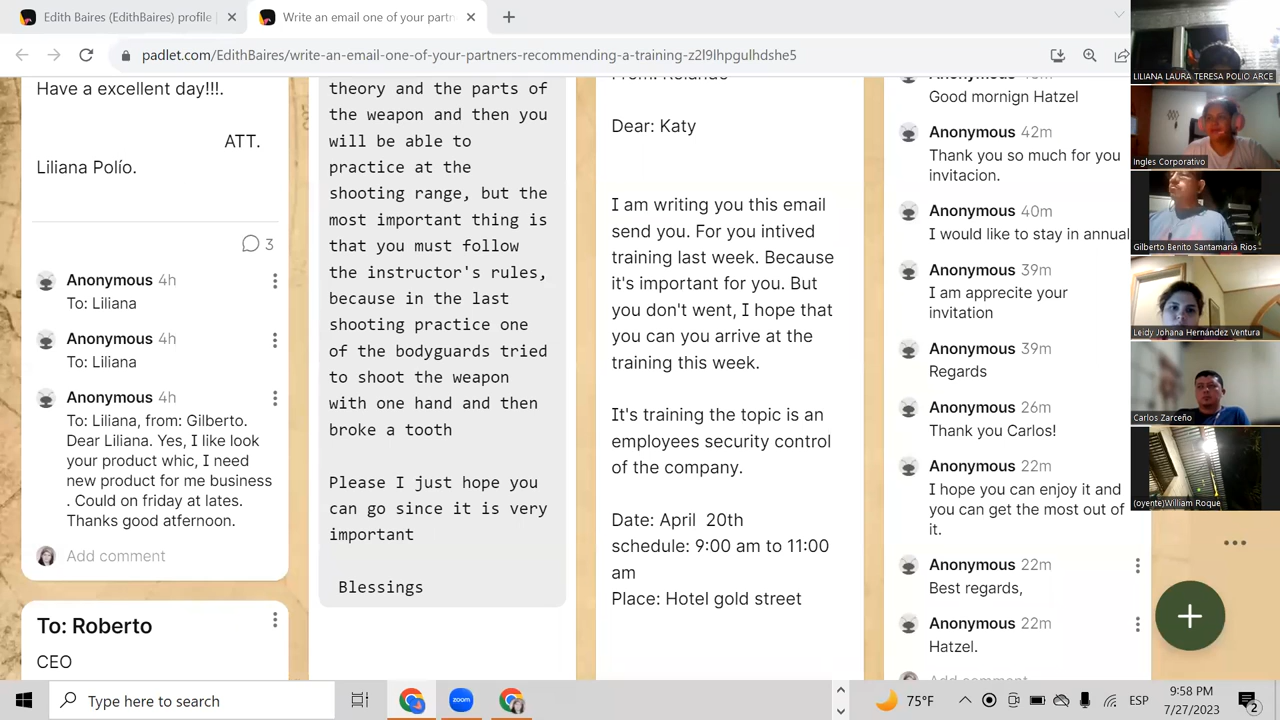 Edith Baires (EdithBaires) profile
Write an email one of your partn
padlet.com/EdithBaires/write-an-email-one-of-your-partners-recommending-a-training-z2l9lhpgulhdshe5
Have a excellent day!!!.
ATT.
Liliana Polío.
3
Anonymous 4h
To: Liliana
Anonymous 4h
To: Liliana
Anonymous 4h
To: Liliana, from: Gilberto.
Dear Liliana. Yes, I like look
your product whic, I need
new product for me business
. Could on friday at lates.
Thanks good atfernoon.
Add comment
To: Roberto
CEO
theory and the parts of
the weapon and then you
will be able to
practice at the
shooting range, but the
most important thing is
that you must follow
the instructor's rules,
because in the last
shooting practice one
of the bodyguards tried
to shoot the weapon
with one hand and then
broke a tooth
Please I just hope you
can go since it is very
important
Blessings
From: Rolando
Dear: Katy
I am writing you this email
send you. For you intived
training last week. Because
it's important for you. But
you don't went, I hope that
you can you arrive at the
training this week.
It's training the topic is an
employees security control
of the company.
Date: April 20th
schedule: 9:00 am to 11:00
am
Place: Hotel gold street
Anonymous
Good mornign Hatzel
Anonymous 42m
Thank you so much for you
invitacion.
Anonymous 40m
I would like to stay in annual
Anonymous 39m
I am apprecite your
invitation
Anonymous 39m
Regards
Anonymous 26m
Thank you Carlos!
Anonymous 22m
I hope you can enjoy it and
you can get the most out of
it.
Anonymous 22m
Best regards,
Anonymous 22m
Hatzel.
Add comment
LILIANA LAURA TERESA POLIO ARCE
Ingles Corporativo
Gilberto Benito Santamaria Rios -
Leidy Johana Hernández Ventura
Carlos Zarceño
(oyente)William Roque
Type here to search
zoom
75°F
ESP
9:58 PM
7/27/2023
2